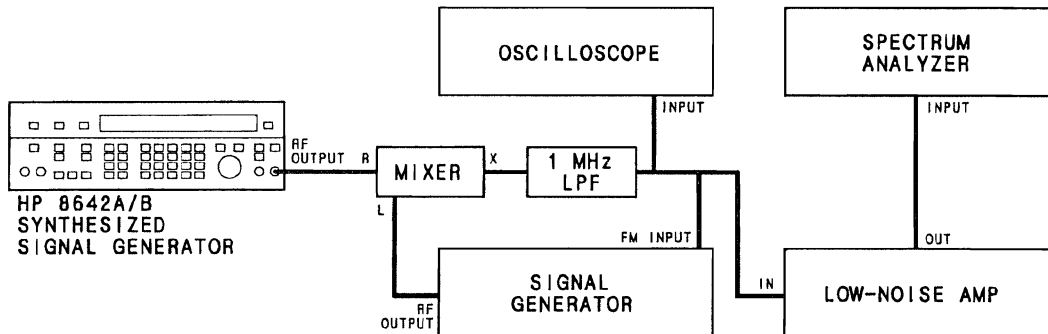 OSCILLOSCOPE
SPECTRUM
ANALYZER
INPUT
INPUT
RF
OUTPUT
R
MIXER
X
1 MHz
LPF
L
HP 8642A/B
SYNTHESIZED
SIGNAL GENERATOR
FM INPUT
OUT
SIGNAL
GENERATOR
RF
OUTPUT
IN
LOW-NOISE AMP